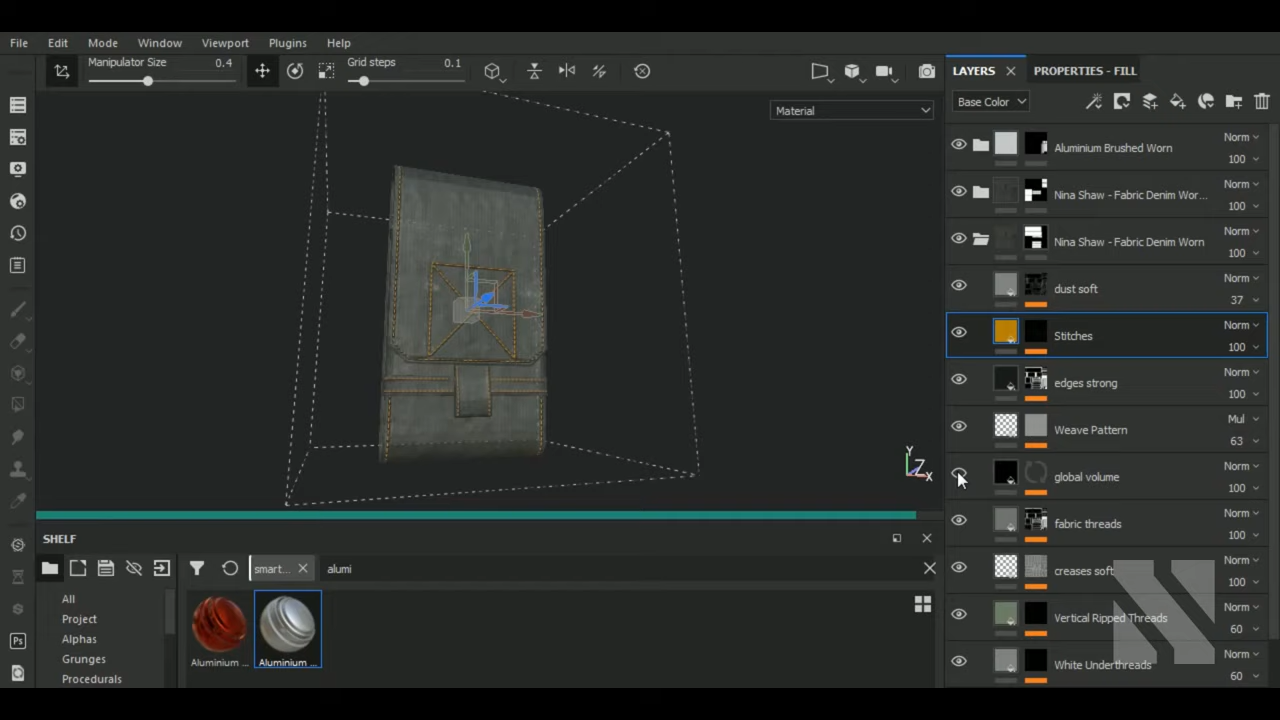 File Edit Mode Window Viewport Plugins Help
Manipulator Size 0.4
Grid steps 0.1
LAYERS
PROPERTIES - FILL
Base Color
Material
Aluminium Brushed Worn Norm 100
Nina Shaw - Fabric Denim Wor... Norm 100
Nina Shaw - Fabric Denim Worn Norm 100
dust soft Norm 37
Stitches Norm 100
edges strong Norm 100
Weave Pattern Mul 63
global volume Norm 100
fabric threads Norm 100
creases soft Norm 100
Vertical Ripped Threads Norm 60
White Underthreads Norm 60
Y
Z
X
SHELF
smart...
alumi
All
Project
Alphas
Grunges
Procedurals
Aluminium ...
Aluminium ...
Ps